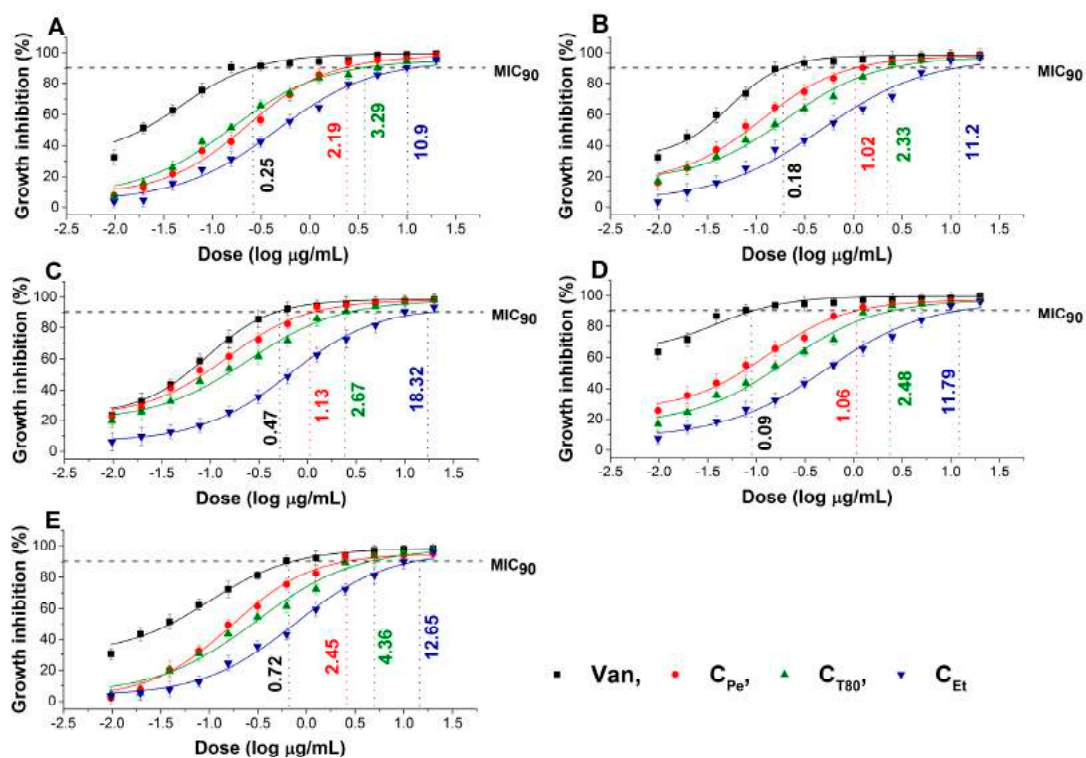 A
Growth inhibition (%)
100
80
60
40
20
0
MIC90
0.25
2.19
3.29
10.9
-2.5 -2.0 -1.5 -1.0 -0.5 0.0 0.5 1.0 1.5
Dose (log μg/mL)
B
Growth inhibition (%)
100
80
60
40
20
0
MIC90
0.18
1.02
2.33
11.2
-2.5 -2.0 -1.5 -1.0 -0.5 0.0 0.5 1.0 1.5
Dose (log μg/mL)
C
Growth inhibition (%)
100
80
60
40
20
0
0.47
1.13
2.67
18.32
-2.5 -2.0 -1.5 -1.0 -0.5 0.0 0.5 1.0 1.5
Dose (log μg/mL)
D
Growth inhibition (%)
100
80
60
40
20
0
MIC90
0.09
1.06
2.48
11.79
-2.5 -2.0 -1.5 -1.0 -0.5 0.0 0.5 1.0 1.5
Dose (log μg/mL)
E
Growth inhibition (%)
100
80
60
40
20
0
MIC90
0.72
2.45
4.36
12.65
-2.5 -2.0 -1.5 -1.0 -0.5 0.0 0.5 1.0 1.5
Dose (log μg/mL)
Van, CPe, CT80, CEt